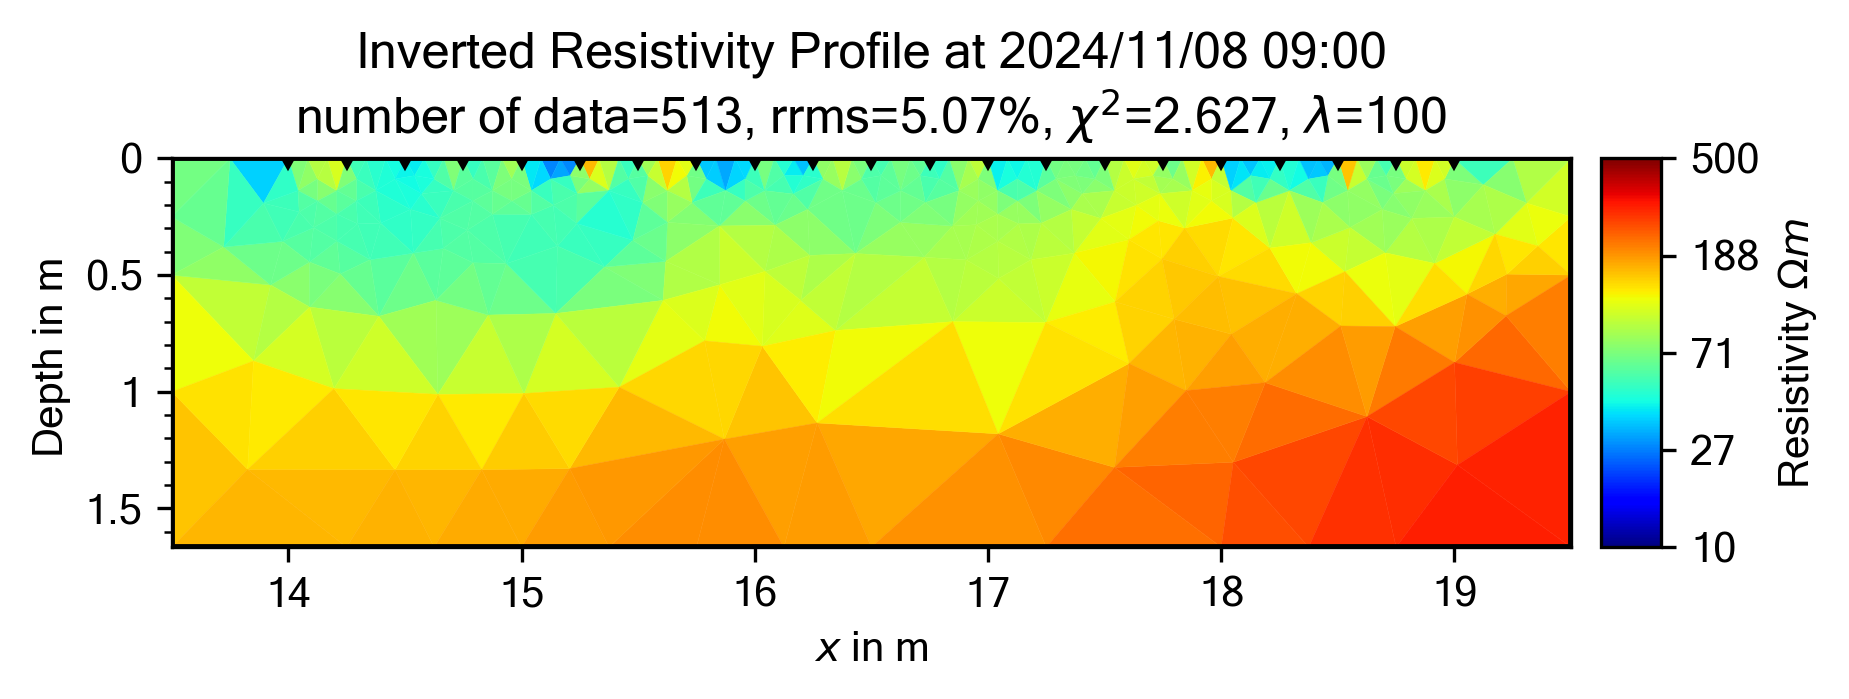 Inverted Resistivity Profile at 2024/11/08 09:00
number of data=513, rrms=5.07%, χ²=2.627, λ=100
0
0.5
1
1.5
Depth in m
14 15 16 17 18 19
x in m
500
188
71
27
10
Resistivity Ωm